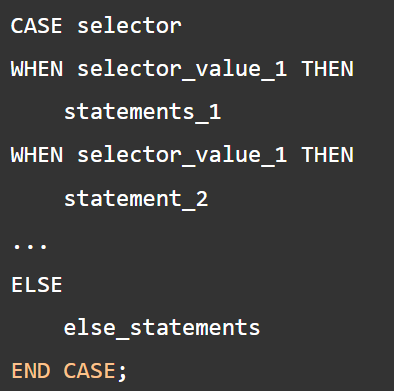 CASE selector
WHEN selector_value_1 THEN
    statements_1
WHEN selector_value_1 THEN
    statement_2
...
ELSE
    else_statements
END CASE;